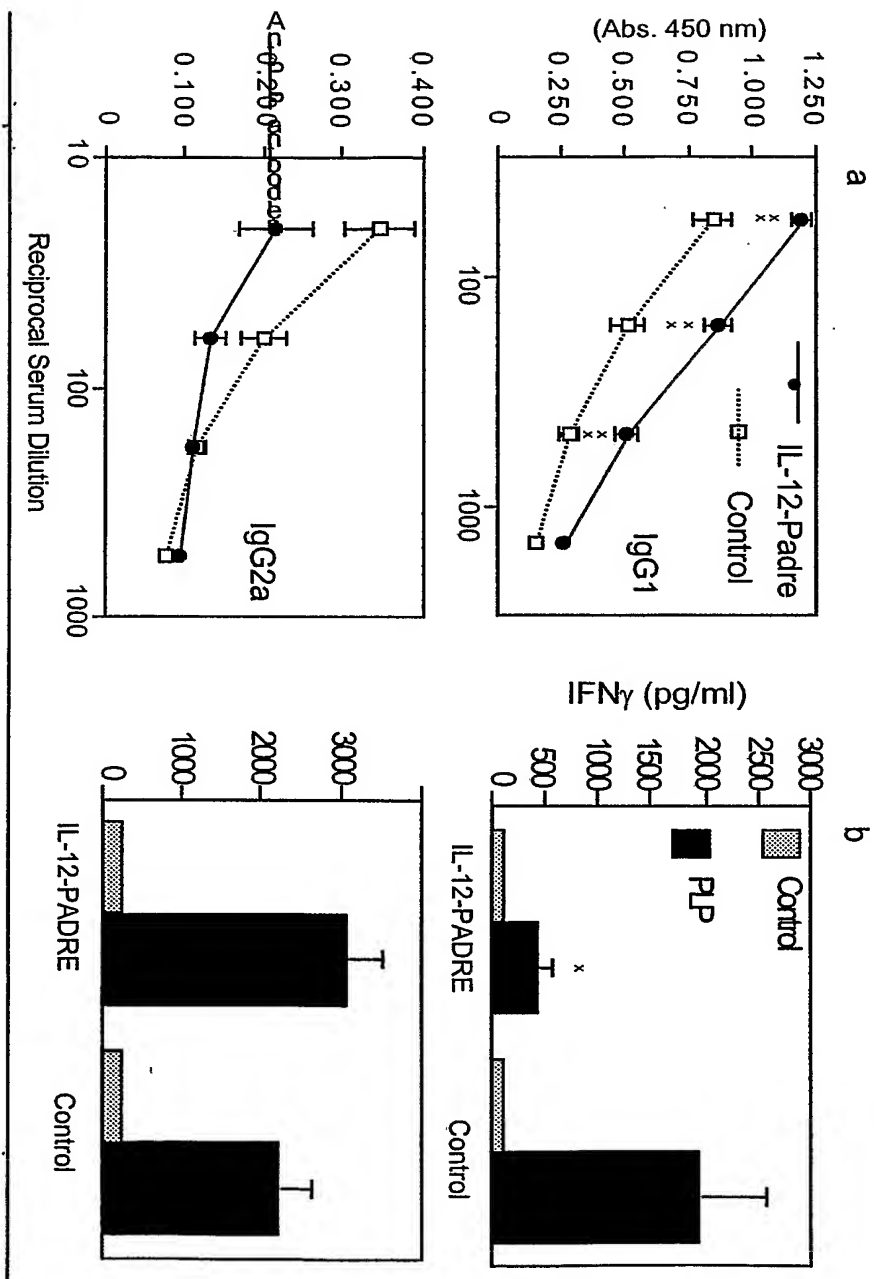 a
(Abs. 450 nm)
1.250
1.000
0.750
0.500
0.250
0
IL-12-Padre
Control
IgG1
x x
x x
x x
100
1000
0.400
0.300
0.200
0.100
0
IgG2a
10
100
1000
Reciprocal Serum Dilution
b
IFNγ (pg/ml)
3000
2500
2000
1500
1000
500
0
Control
PLP
x
IL-12-PADRE
Control
3000
2000
1000
0
IL-12-PADRE
Control